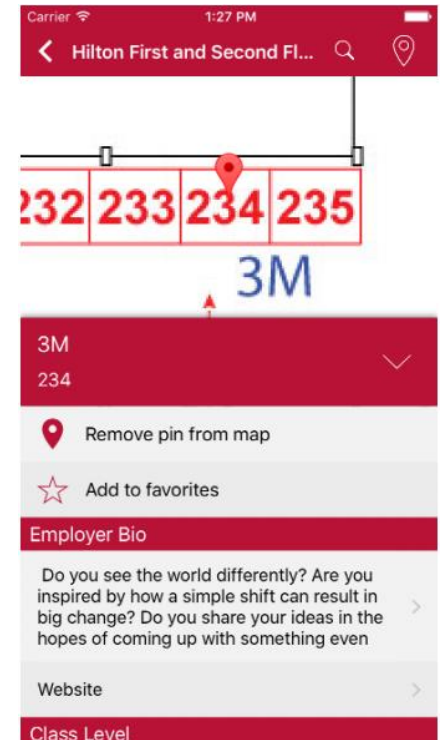 Carrier 1:27 PM
Hilton First and Second Fl...
232 233 234 235
3M
3M
234
Remove pin from map
Add to favorites
Employer Bio
Do you see the world differently? Are you
inspired by how a simple shift can result in
big change? Do you share your ideas in the
hopes of coming up with something even
Website
Class Level